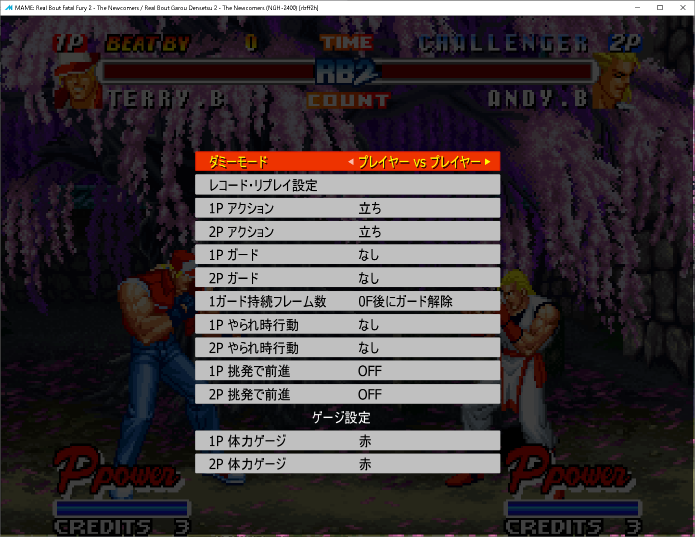 MAME: Real Bout Fatal Fury 2 - The Newcomers / Real Bout Garou Densetsu 2 - The Newcomers (NGH-2400) [rbff2h]
1P BEAT BY 0 TIME CHALLENGER 2P
RB2
TERRY.B COUNT ANDY.B
ダミーモード プレイヤー vs プレイヤー
レコード・リプレイ設定
1P アクション 立ち
2P アクション 立ち
1P ガード なし
2P ガード なし
1ガード持続フレーム数 0F後にガード解除
1P やられ時行動 なし
2P やられ時行動 なし
1P 挑発で前進 OFF
2P 挑発で前進 OFF
ゲージ設定
1P 体力ゲージ 赤
2P 体力ゲージ 赤
Ppower Ppower
CREDITS 3 CREDITS 3